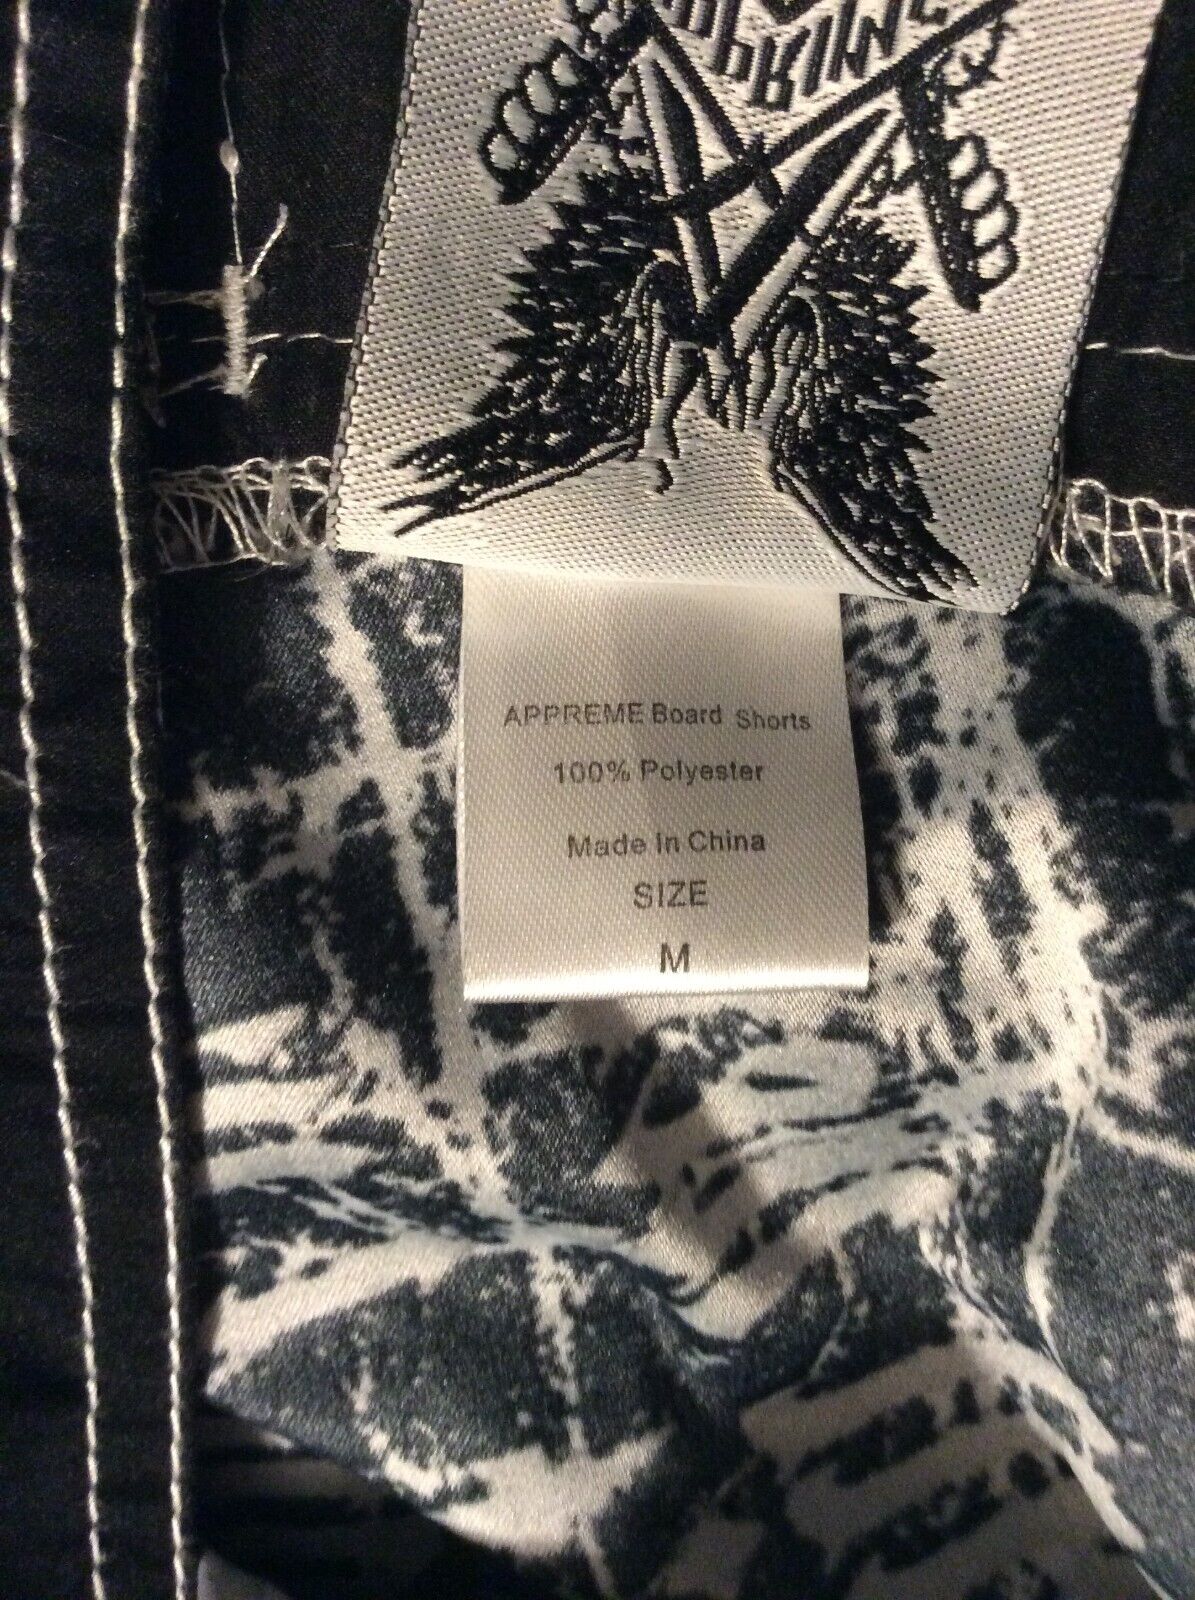 APPREME Board Shorts
100% Polyester
Made In China
SIZE
M